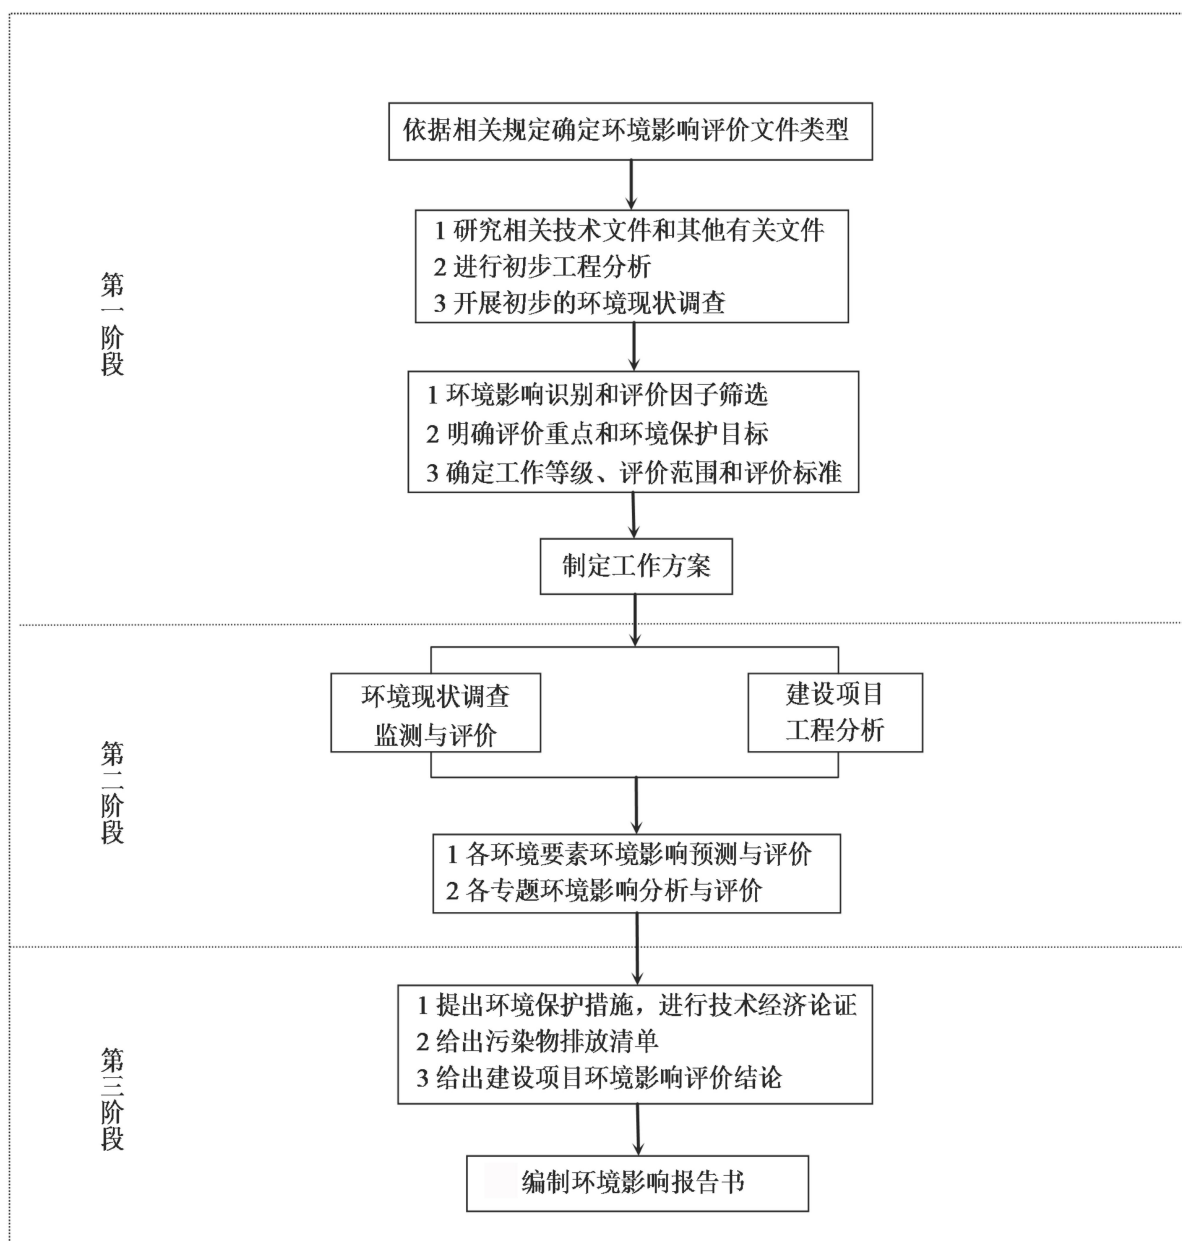 依据相关规定确定环境影响评价文件类型
1 研究相关技术文件和其他有关文件
2 进行初步工程分析
3 开展初步的环境现状调查
第一阶段
1 环境影响识别和评价因子筛选
2 明确评价重点和环境保护目标
3 确定工作等级、评价范围和评价标准
制定工作方案
环境现状调查
监测与评价
建设项目
工程分析
第二阶段
1 各环境要素环境影响预测与评价
2 各专题环境影响分析与评价
1 提出环境保护措施，进行技术经济论证
2 给出污染物排放清单
3 给出建设项目环境影响评价结论
第三阶段
编制环境影响报告书